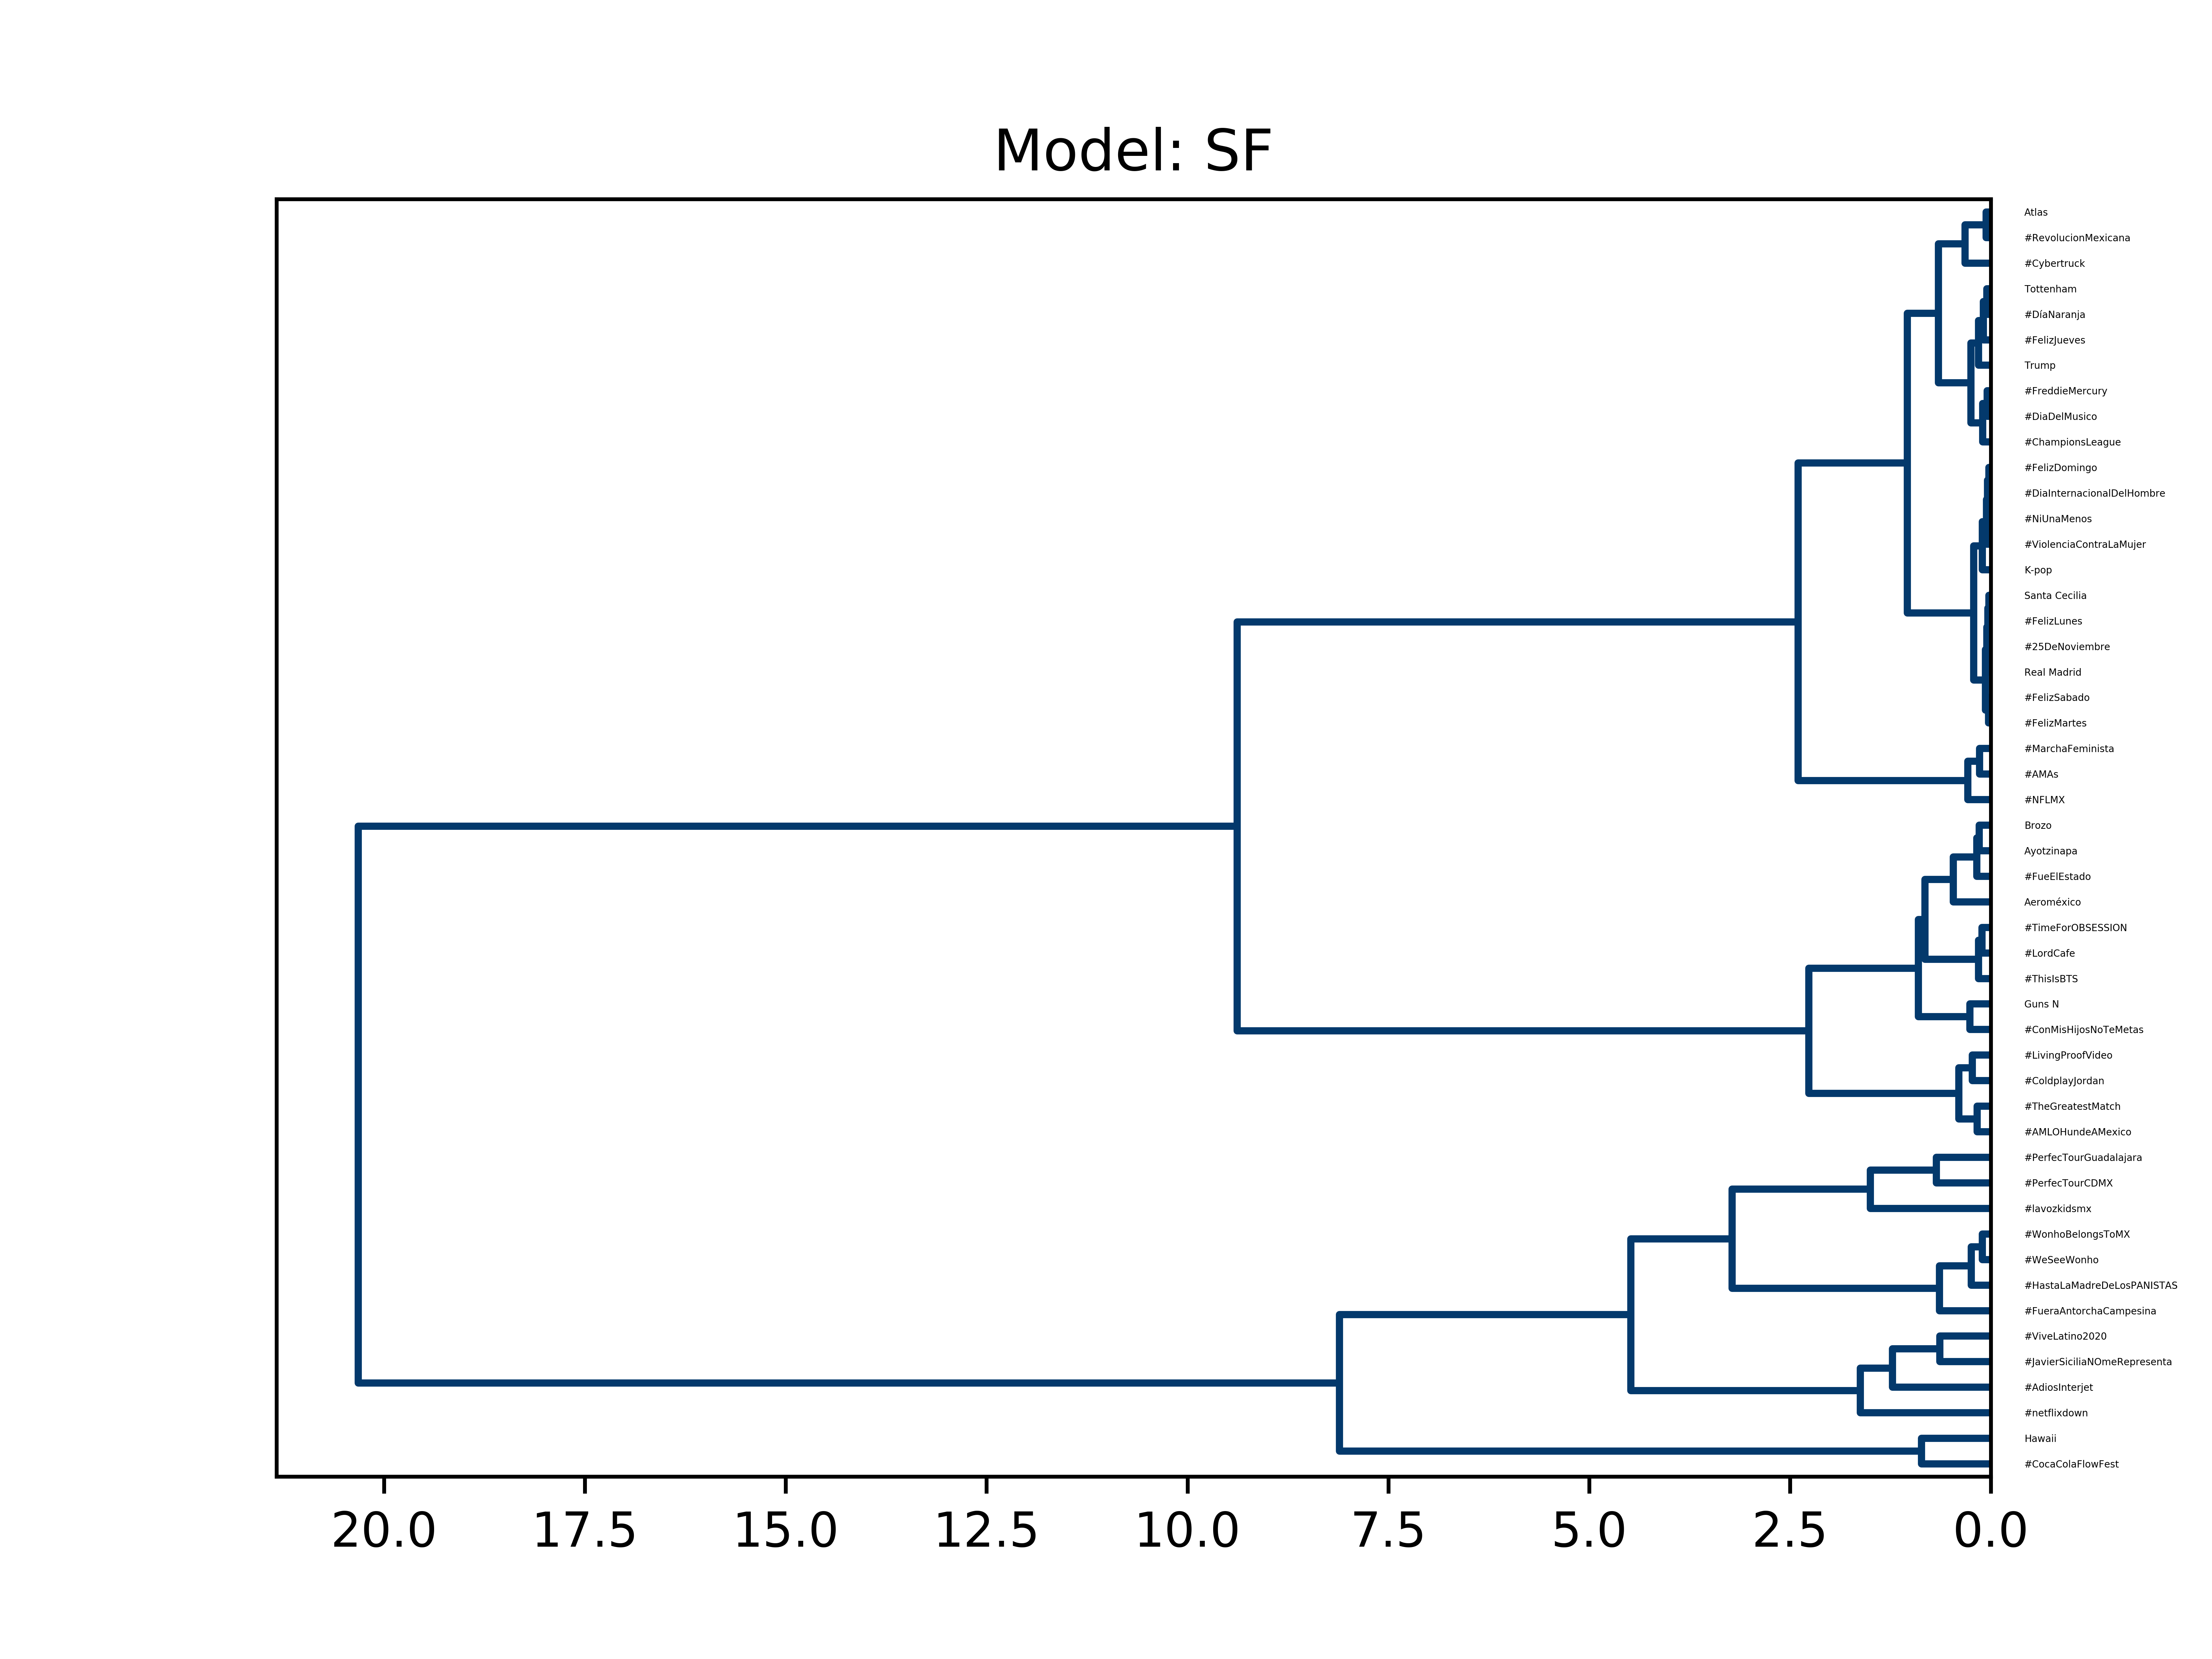 Model: SF
Atlas
#RevolucionMexicana
#Cybertruck
Tottenham
#DíaNaranja
#FelizJueves
Trump
#FreddieMercury
#DiaDelMusico
#ChampionsLeague
#FelizDomingo
#DiaInternacionalDelHombre
#NiUnaMenos
#ViolenciaContraLaMujer
K-pop
Santa Cecilia
#FelizLunes
#25DeNoviembre
Real Madrid
#FelizSabado
#FelizMartes
#MarchaFeminista
#AMAs
#NFLMX
Brozo
Ayotzinapa
#FueElEstado
Aeroméxico
#TimeForOBSESSION
#LordCafe
#ThisIsBTS
Guns N
#ConMisHijosNoTeMetas
#LivingProofVideo
#ColdplayJordan
#TheGreatestMatch
#AMLOHundeAMexico
#PerfecTourGuadalajara
#PerfecTourCDMX
#lavozkidsmx
#WonhoBelongsToMX
#WeSeeWonho
#HastaLaMadreDeLosPANISTAS
#FueraAntorchaCampesina
#ViveLatino2020
#JavierSiciliaNOmeRepresenta
#AdiosInterjet
#netflixdown
Hawaii
#CocaColaFlowFest
20.0 17.5 15.0 12.5 10.0 7.5 5.0 2.5 0.0